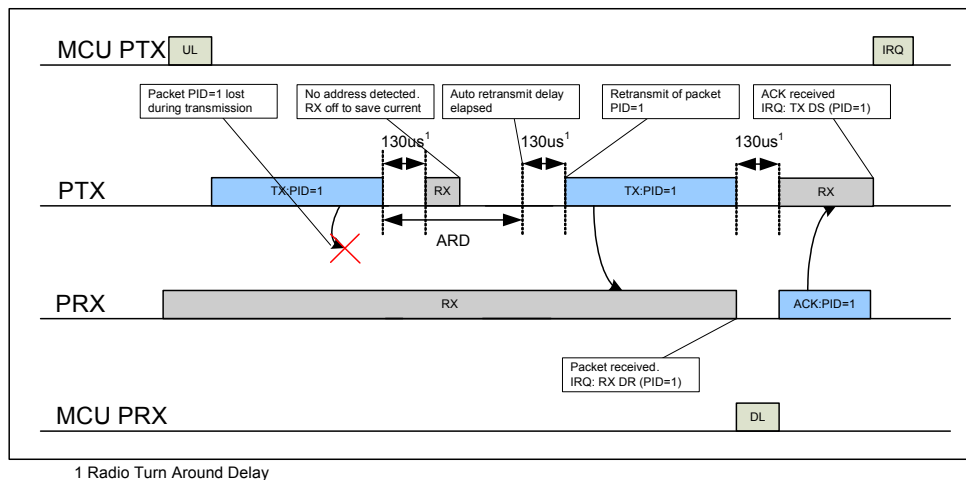 MCU PTX
UL
IRQ
Packet PID=1 lost
during transmission
No address detected.
RX off to save current
Auto retransmit delay
elapsed
Retransmit of packet
PID=1
ACK received
IRQ: TX DS (PID=1)
130us1
130us1
130us1
PTX
TX:PID=1
RX
TX:PID=1
RX
ARD
PRX
RX
ACK:PID=1
Packet received.
IRQ: RX DR (PID=1)
MCU PRX
DL
1 Radio Turn Around Delay